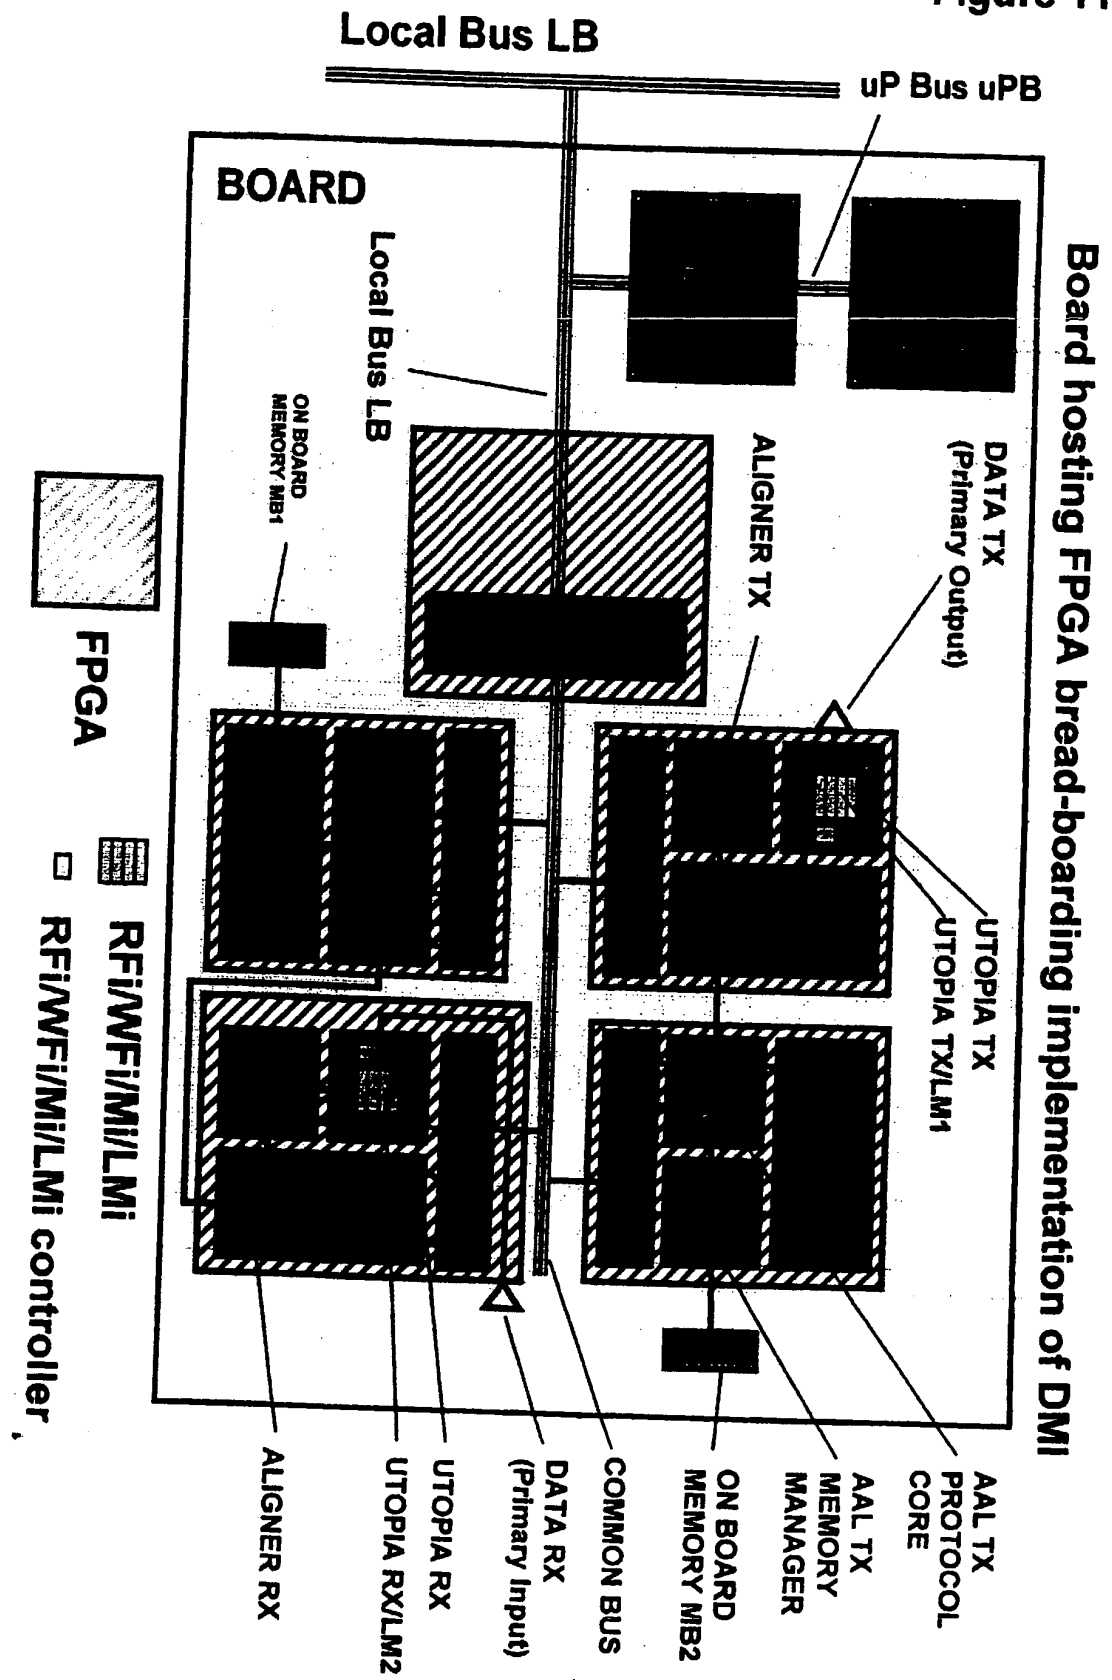 Figure 11
Board hosting FPGA bread-boarding implementation of DMI
Local Bus LB
uP Bus uPB
BOARD
Local Bus LB
ON BOARD
MEMORY MB1
ALIGNER TX
DATA TX
(Primary Output)
UTOPIA TX
UTOPIA TX/LM1
AAL TX
PROTOCOL
CORE
AAL TX
MEMORY
MANAGER
ON BOARD
MEMORY MB2
COMMON BUS
DATA RX
(Primary Input)
UTOPIA RX
UTOPIA RX/LM2
ALIGNER RX
FPGA
RFi/WFi/Mi/LMi
RFi/WFi/Mi/LMi controller